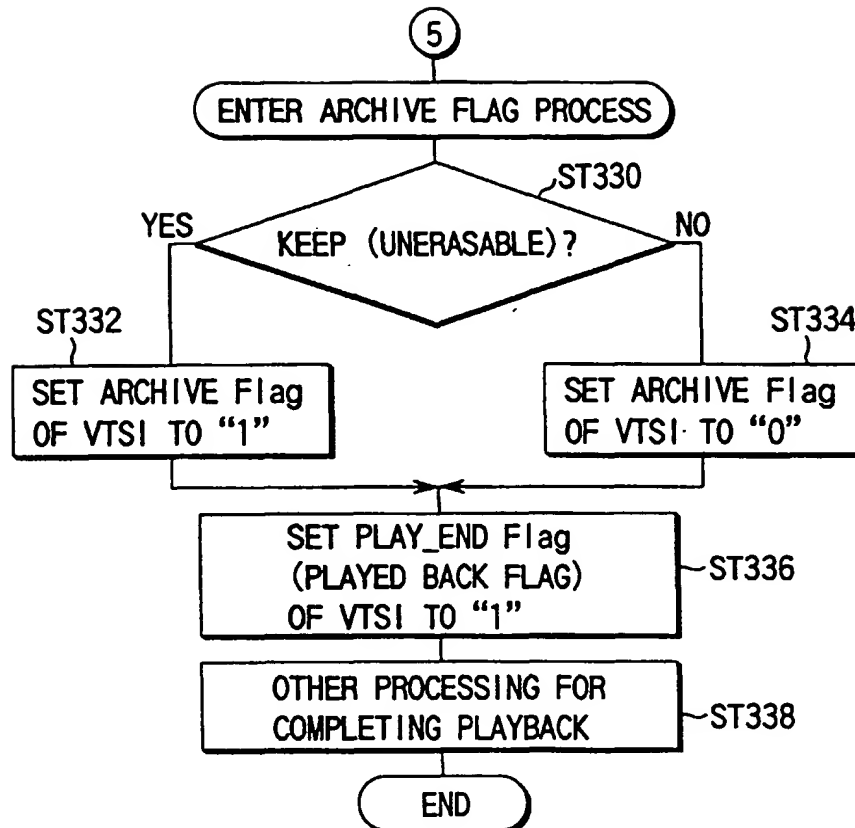 5
ENTER ARCHIVE FLAG PROCESS
ST330
YES
KEEP (UNERASABLE)?
NO
ST332
ST334
SET ARCHIVE Flag
OF VTSI TO “1”
SET ARCHIVE Flag
OF VTSI TO “0”
SET PLAY_END Flag
(PLAYED BACK FLAG)
OF VTSI TO “1”
ST336
OTHER PROCESSING FOR
COMPLETING PLAYBACK
ST338
END